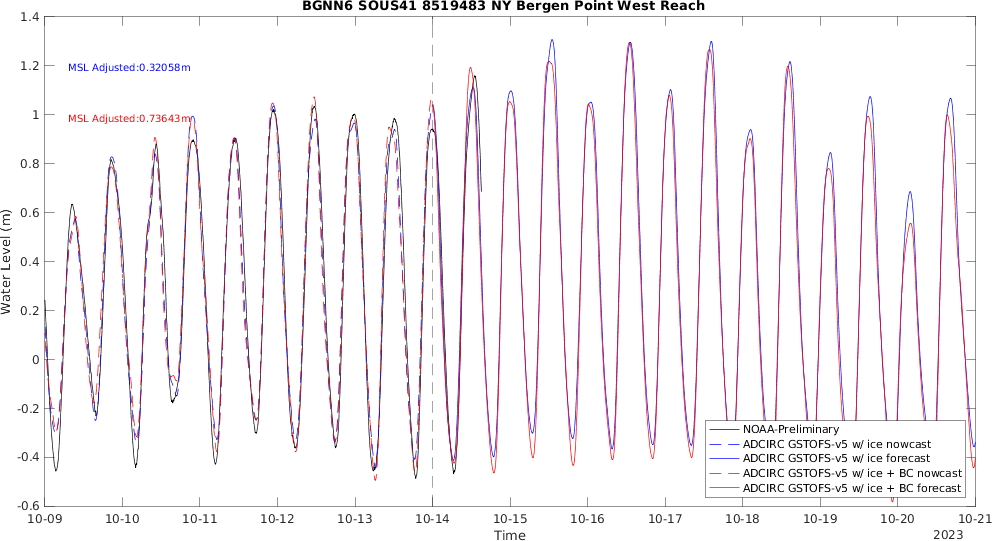 BGNN6 SOUS41 8519483 NY Bergen Point West Reach
1.4
1.2
1
0.8
0.6
0.4
0.2
0
-0.2
-0.4
-0.6
Water Level (m)
MSL Adjusted:0.32058m
MSL Adjusted:0.73643m
NOAA-Preliminary
ADCIRC GSTOFS-v5 w/ ice nowcast
ADCIRC GSTOFS-v5 w/ ice forecast
ADCIRC GSTOFS-v5 w/ ice + BC nowcast
ADCIRC GSTOFS-v5 w/ ice + BC forecast
10-09 10-10 10-11 10-12 10-13 10-14 10-15 10-16 10-17 10-18 10-19 10-20 10-21
Time
2023